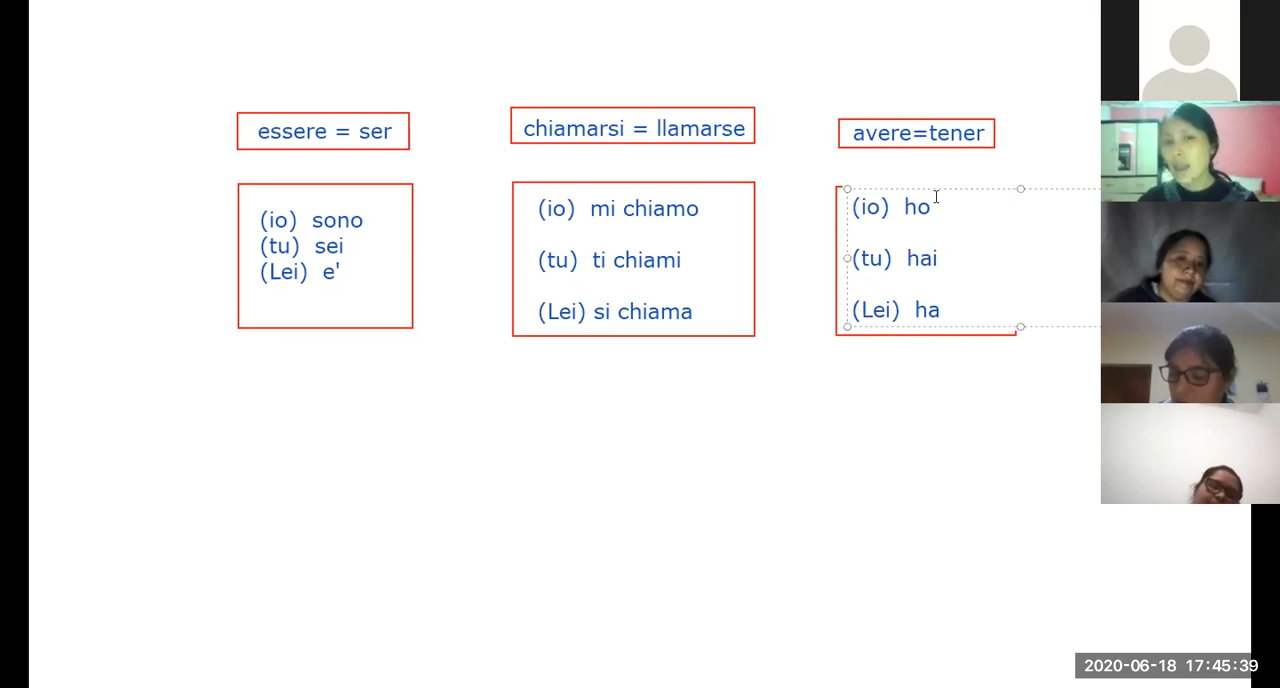 essere = ser
(io) sono
(tu) sei
(Lei) e'
chiamarsi = llamarse
(io) mi chiamo
(tu) ti chiami
(Lei) si chiama
avere=tener
(io) ho
(tu) hai
(Lei) ha
2020-06-18 17:45:39